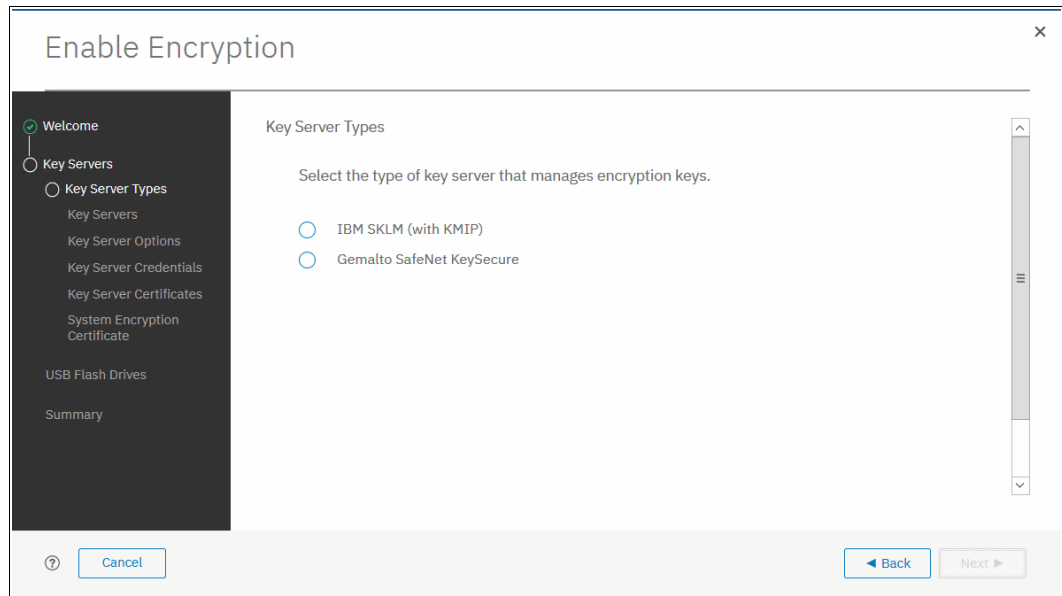 Enable Encryption
Welcome
Key Servers
Key Server Types
Key Servers
Key Server Options
Key Server Credentials
Key Server Certificates
System Encryption
Certificate
USB Flash Drives
Summary
Key Server Types
Select the type of key server that manages encryption keys.
IBM SKLM (with KMIP)
Gemalto SafeNet KeySecure
Cancel
Back
Next